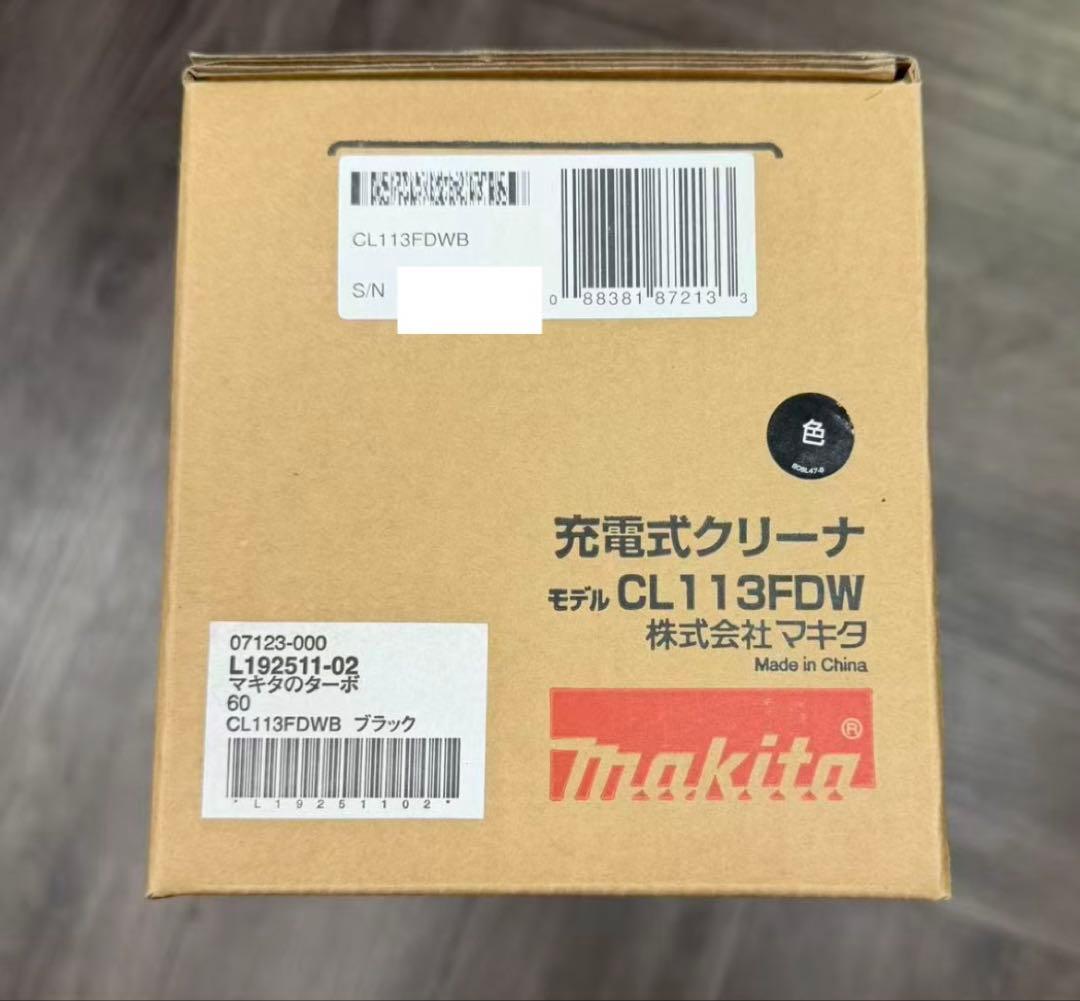 CL113FDWB
S/N
0 88381 87213 3
色
BDSL47-B
充電式クリーナ
モデル CL113FDW
株式会社マキタ
Made in China
makita®
07123-000
L192511-02
マキタのターボ
60
CL113FDWB ブラック
*L19251102*